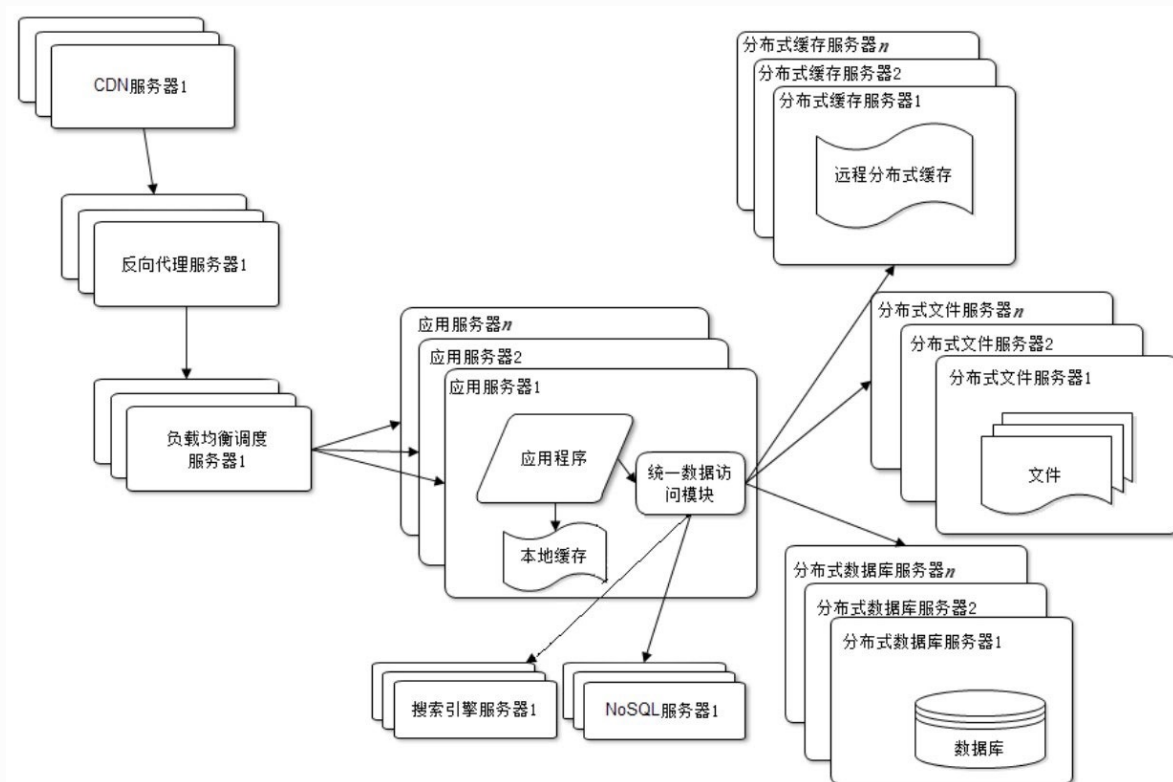 CDN服务器1
反向代理服务器1
负载均衡调度
服务器1
应用服务器n
应用服务器2
应用服务器1
应用程序
统一数据访
问模块
本地缓存
搜索引擎服务器1
NoSQL服务器1
分布式缓存服务器n
分布式缓存服务器2
分布式缓存服务器1
远程分布式缓存
分布式文件服务器n
分布式文件服务器2
分布式文件服务器1
文件
分布式数据库服务器n
分布式数据库服务器2
分布式数据库服务器1
数据库